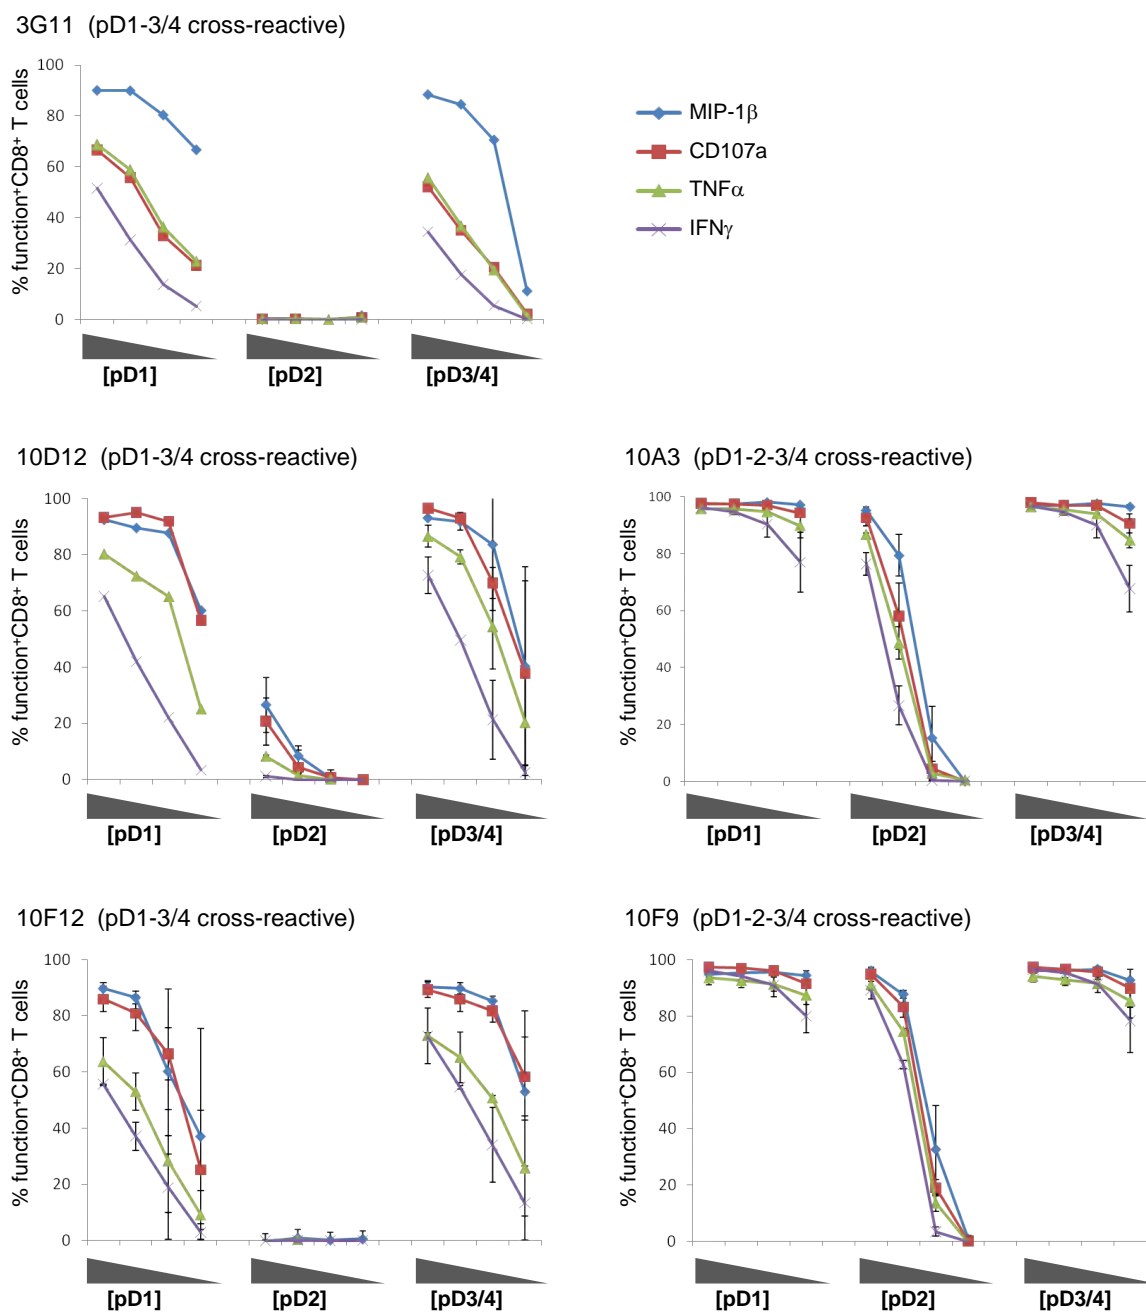 3G11 (pD1-3/4 cross-reactive)
% function⁺CD8⁺ T cells
100
80
60
40
20
0
[pD1]
[pD2]
[pD3/4]
MIP-1β
CD107a
TNFα
IFNγ
10D12 (pD1-3/4 cross-reactive)
% function⁺CD8⁺ T cells
100
80
60
40
20
0
[pD1]
[pD2]
[pD3/4]
10A3 (pD1-2-3/4 cross-reactive)
% function⁺CD8⁺ T cells
100
80
60
40
20
0
[pD1]
[pD2]
[pD3/4]
10F12 (pD1-3/4 cross-reactive)
% function⁺CD8⁺ T cells
100
80
60
40
20
0
[pD1]
[pD2]
[pD3/4]
10F9 (pD1-2-3/4 cross-reactive)
% function⁺CD8⁺ T cells
100
80
60
40
20
0
[pD1]
[pD2]
[pD3/4]